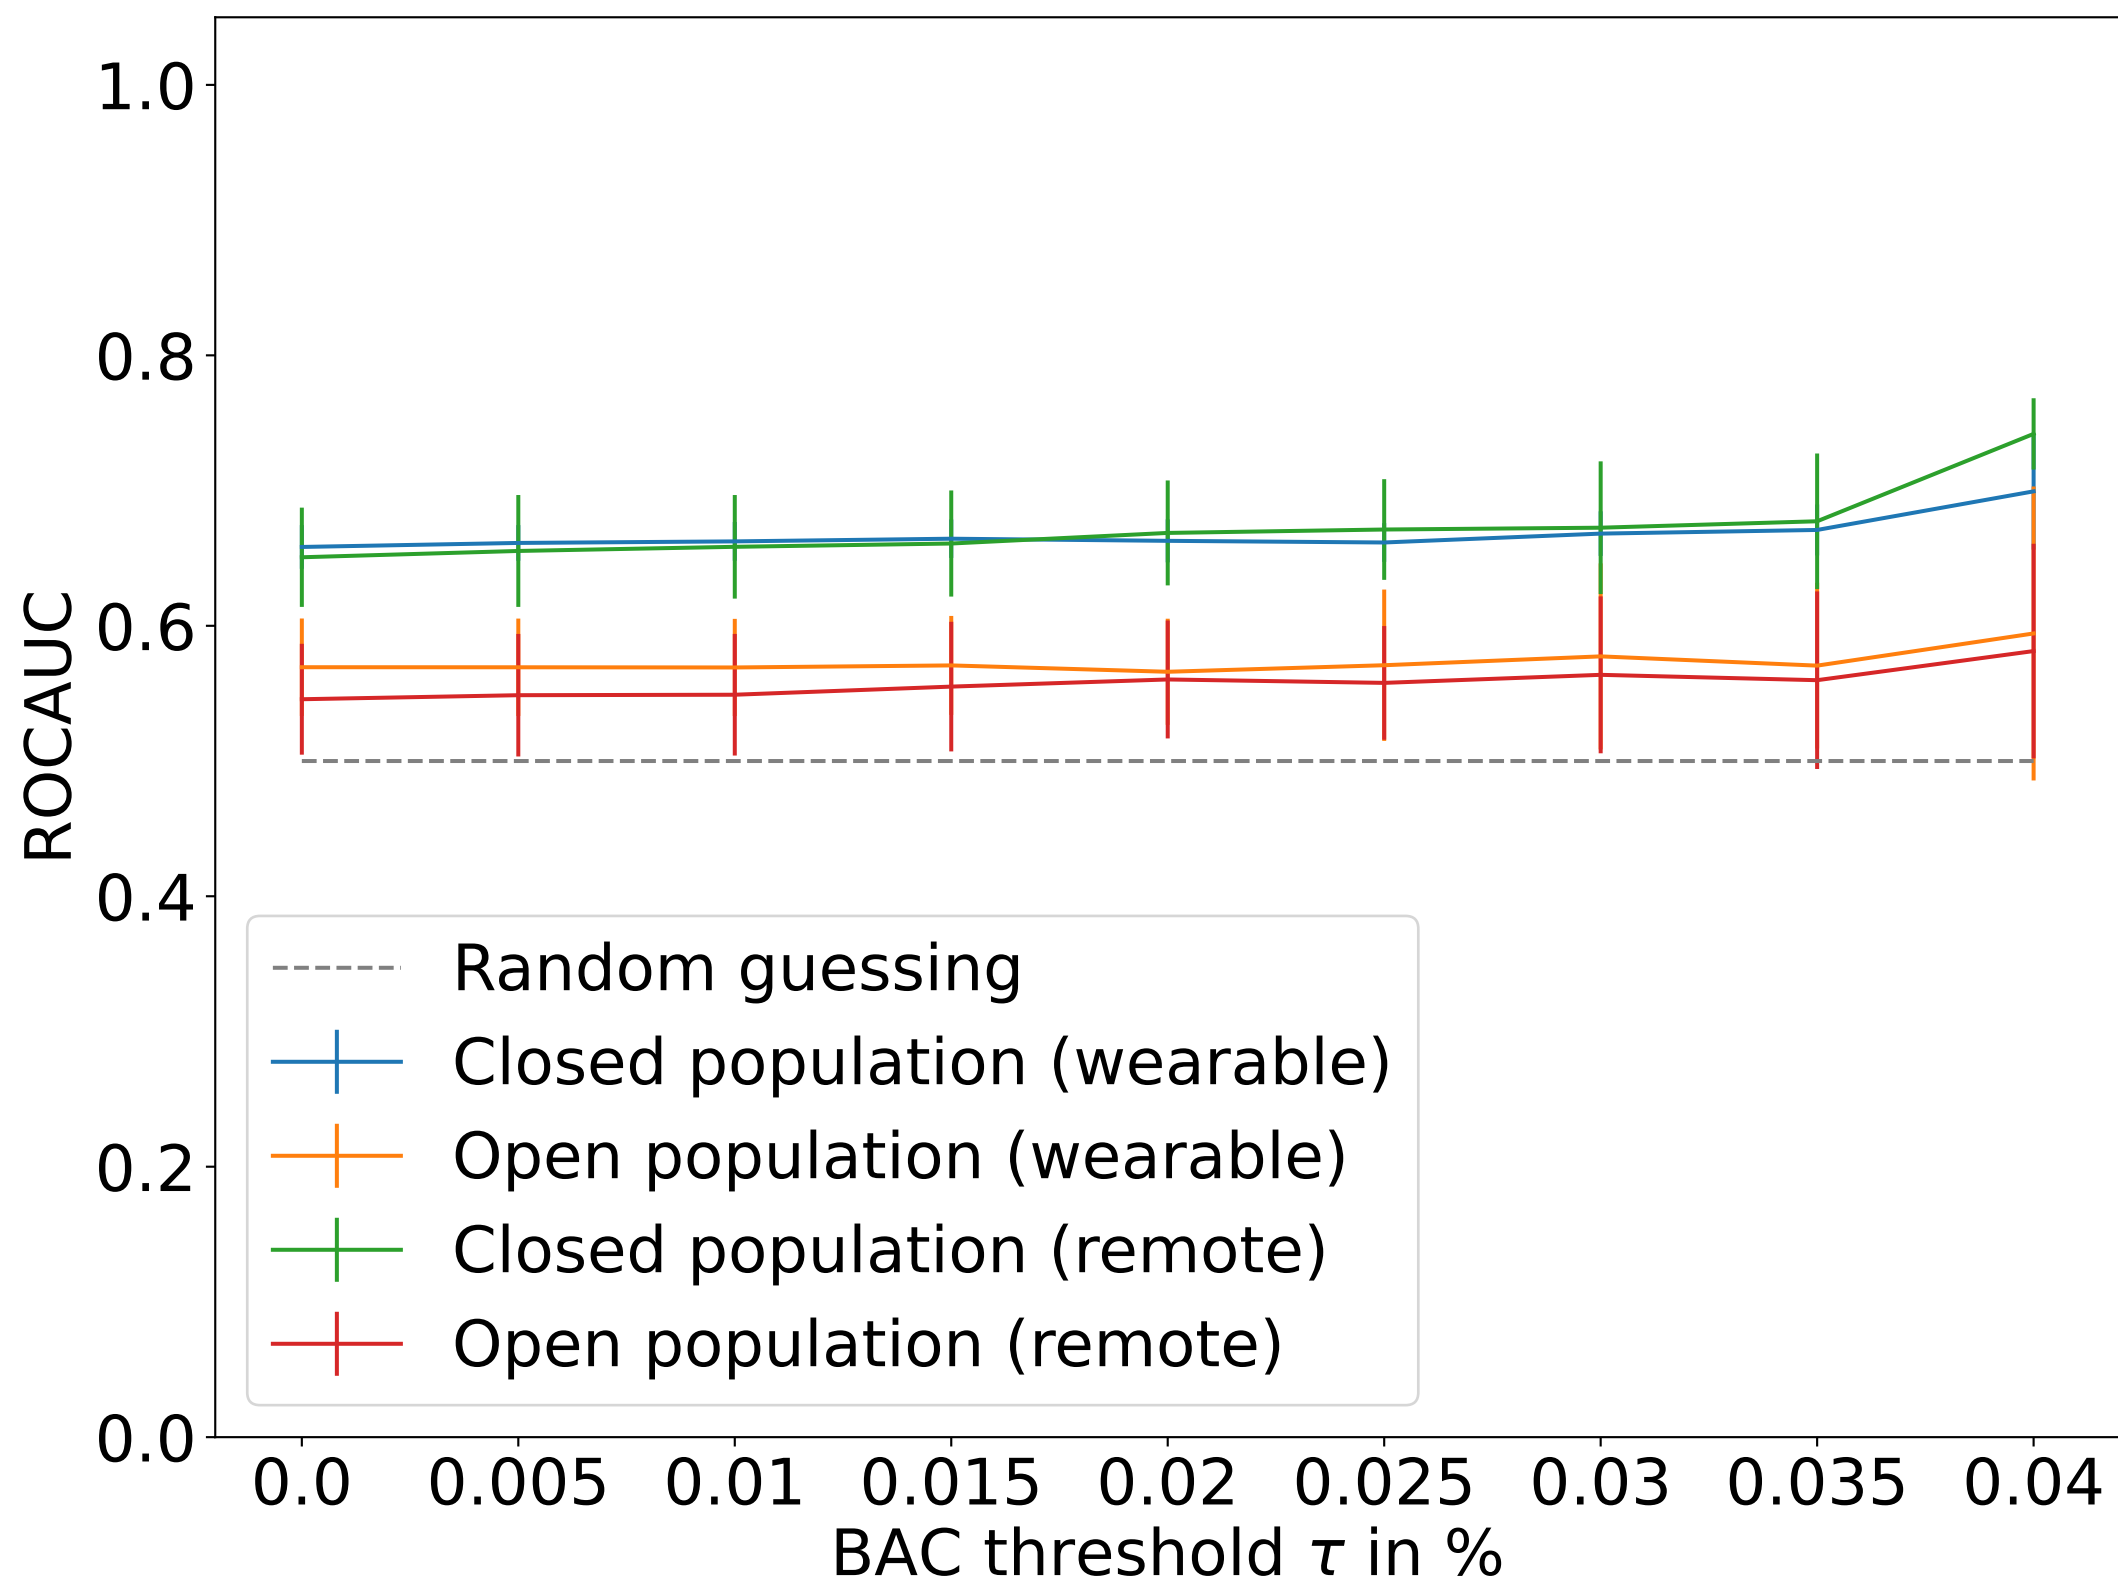 ROCAUC
1.0
0.8
0.6
0.4
0.2
0.0
Random guessing
Closed population (wearable)
Open population (wearable)
Closed population (remote)
Open population (remote)
0.0 0.005 0.01 0.015 0.02 0.025 0.03 0.035 0.04
BAC threshold τ in %